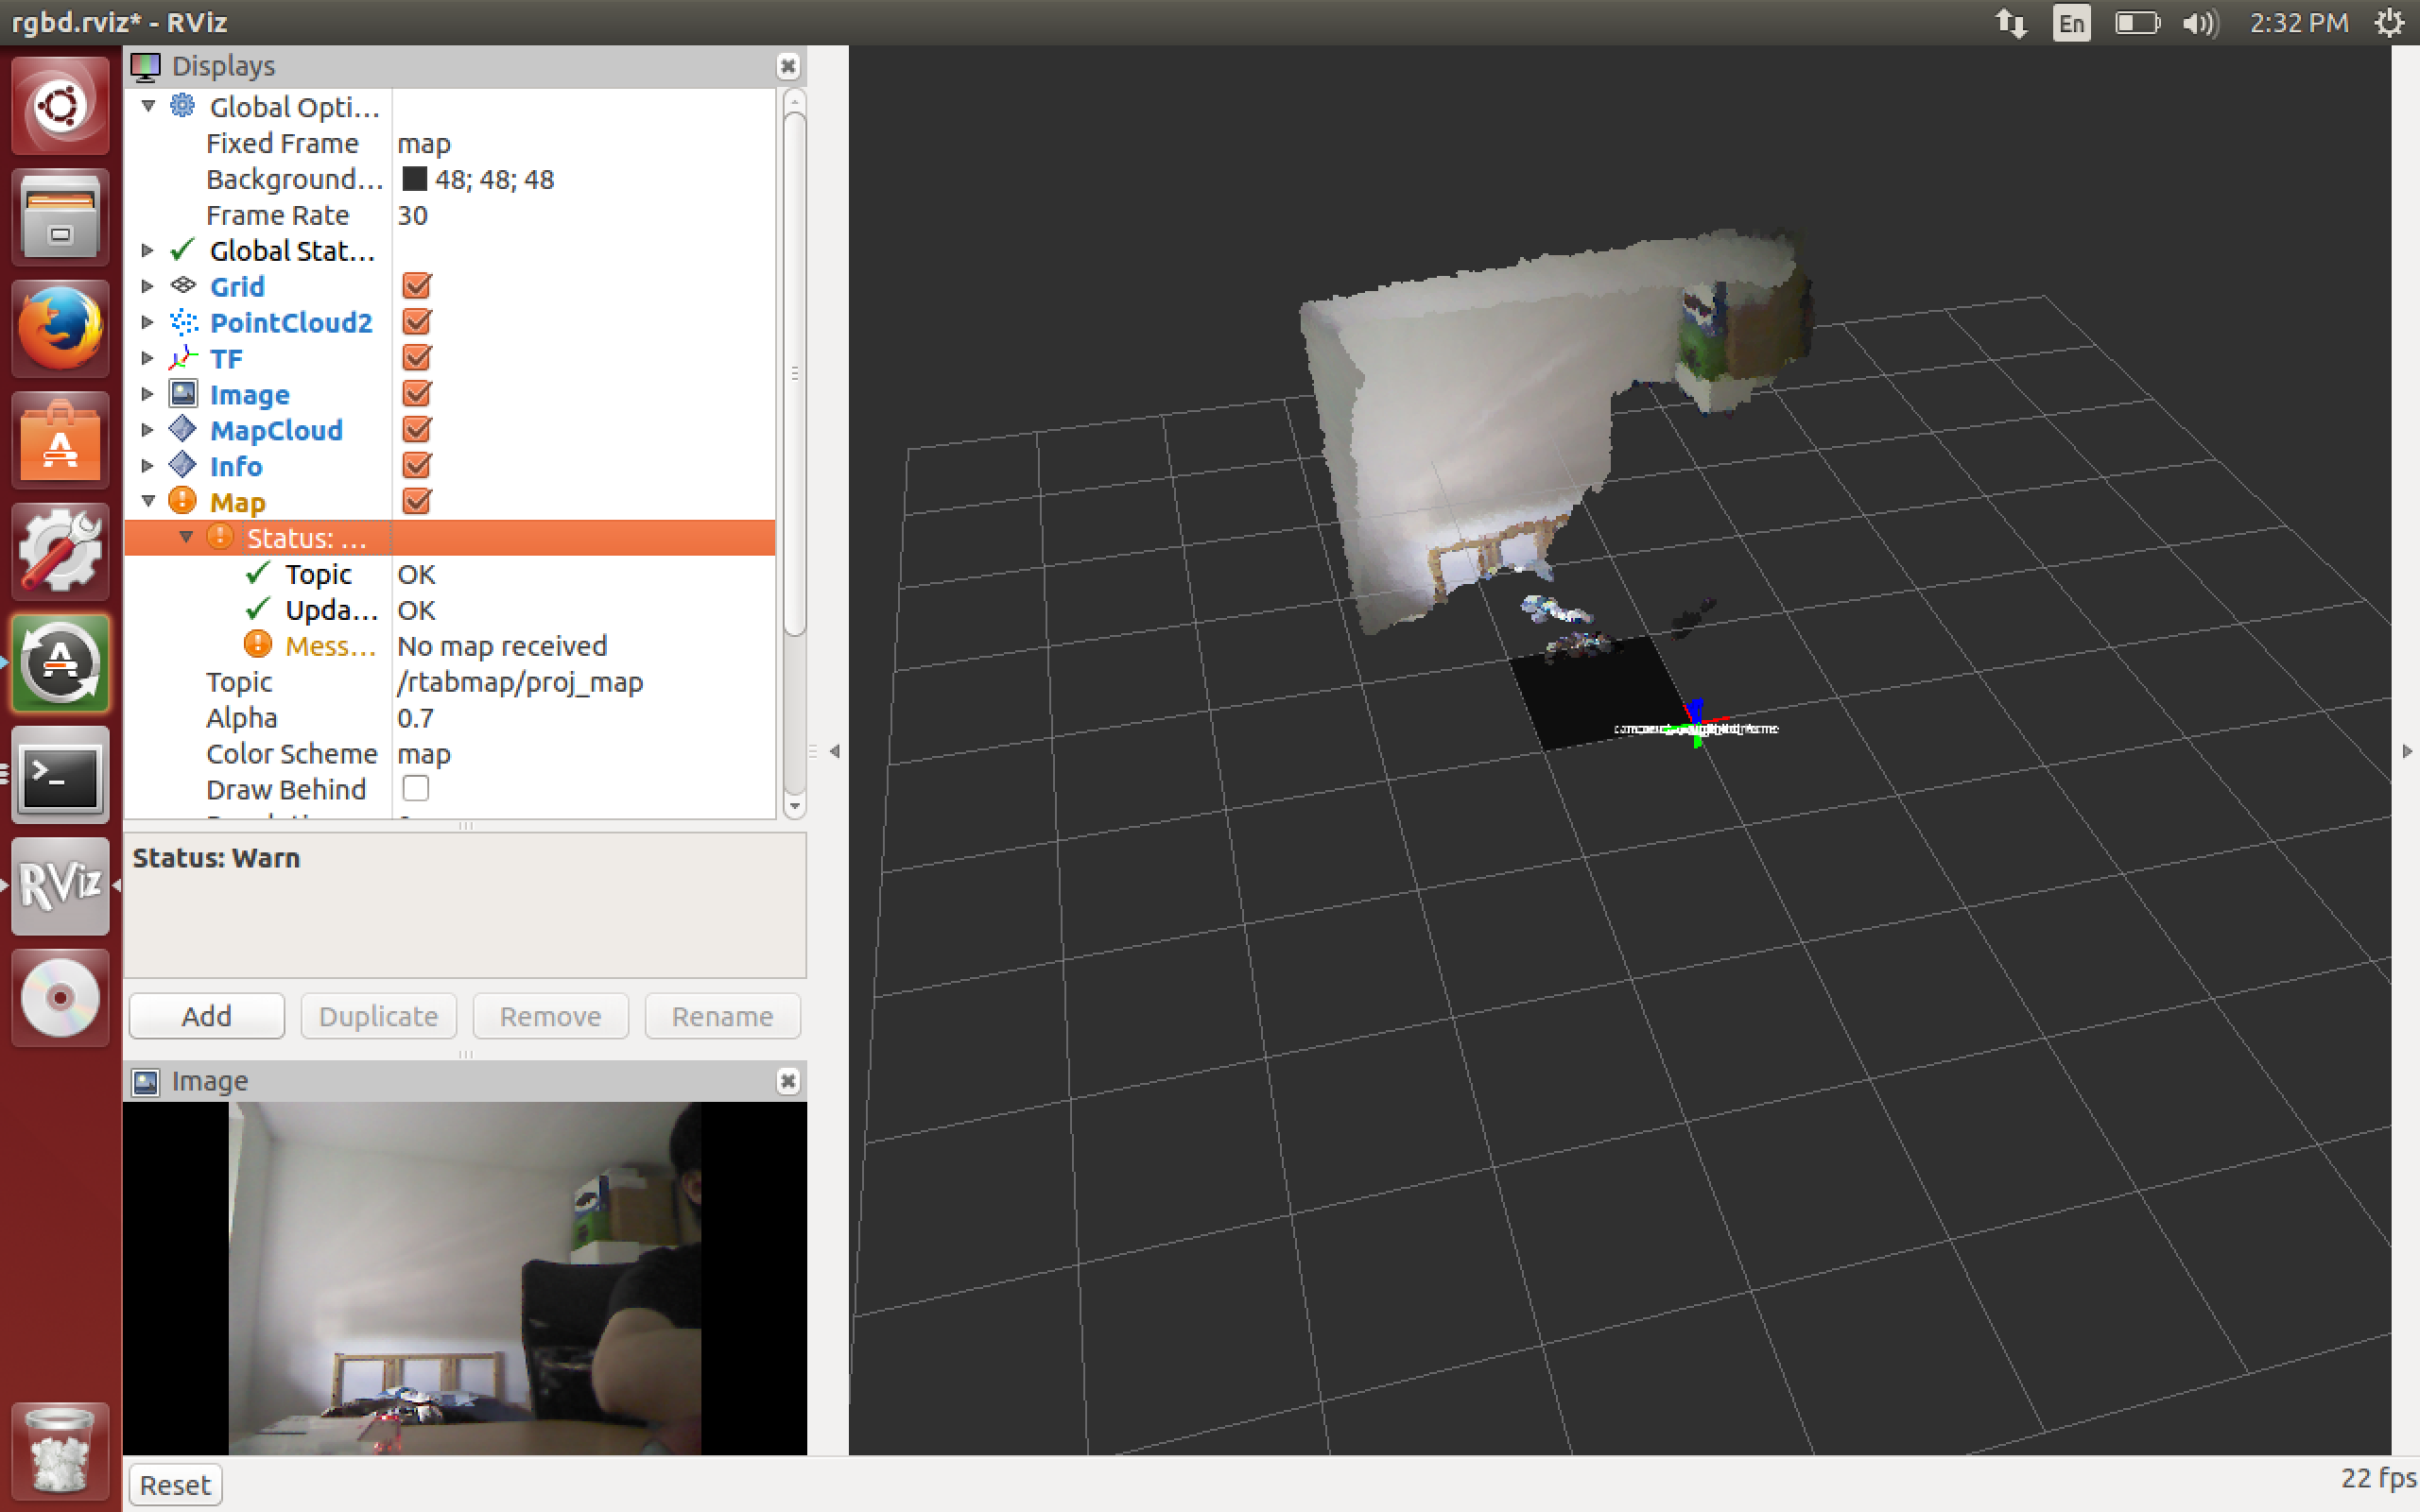 rgbd.rviz* - RViz
En
2:32 PM
Displays
Global Opti...
Fixed Frame map
Background... 48; 48; 48
Frame Rate 30
Global Stat...
Grid
PointCloud2
TF
Image
MapCloud
Info
Map
Status: ...
Topic OK
Upda... OK
Mess... No map received
Topic /rtabmap/proj_map
Alpha 0.7
Color Scheme map
Draw Behind
Status: Warn
Add Duplicate Remove Rename
Image
RViz
Reset
22 fps